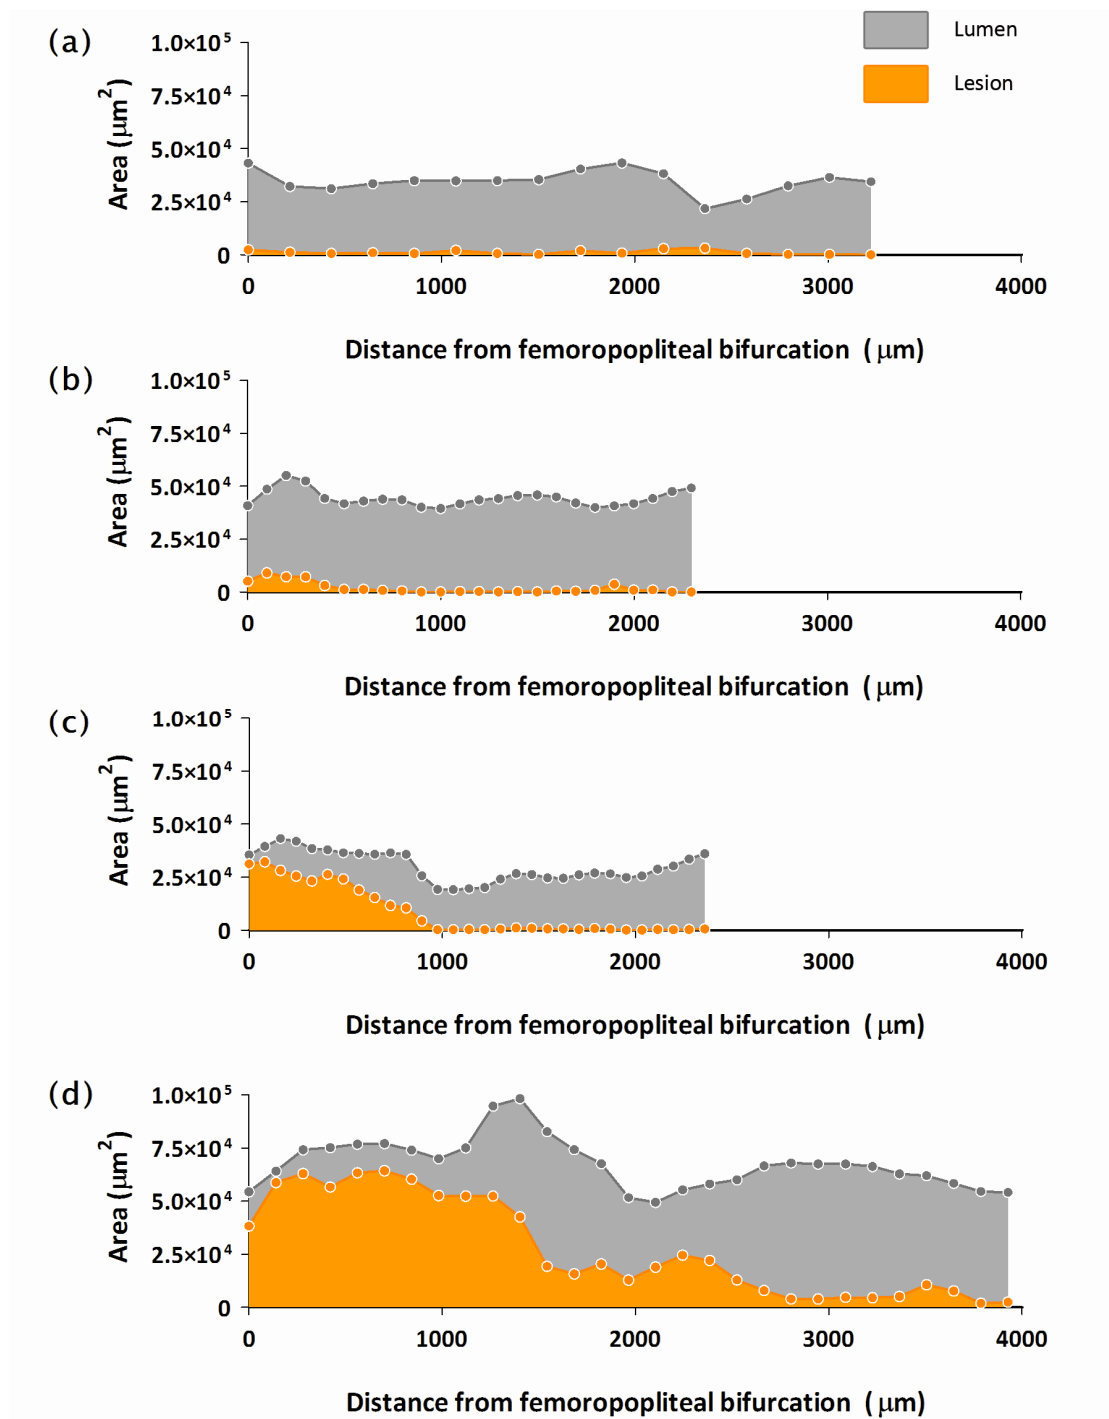 (a)
Lumen
Lesion
Area (μm²)
1.0×10⁵
7.5×10⁴
5.0×10⁴
2.5×10⁴
0
0 1000 2000 3000 4000
Distance from femoropopliteal bifurcation ( μm)
(b)
Area (μm²)
1.0×10⁵
7.5×10⁴
5.0×10⁴
2.5×10⁴
0
0 1000 2000 3000 4000
Distance from femoropopliteal bifurcation ( μm)
(c)
Area (μm²)
1.0×10⁵
7.5×10⁴
5.0×10⁴
2.5×10⁴
0
0 1000 2000 3000 4000
Distance from femoropopliteal bifurcation ( μm)
(d)
Area (μm²)
1.0×10⁵
7.5×10⁴
5.0×10⁴
2.5×10⁴
0
0 1000 2000 3000 4000
Distance from femoropopliteal bifurcation ( μm)